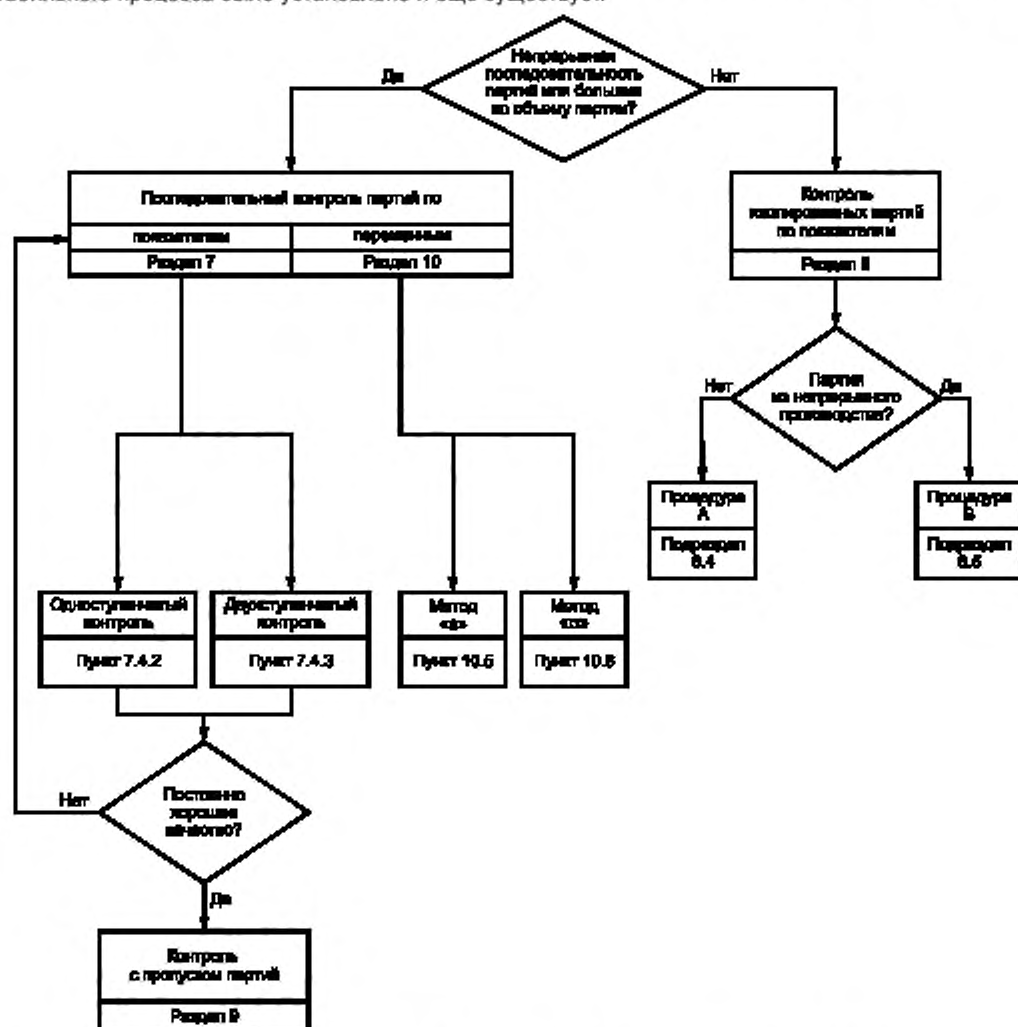 Непрерывная
последовательность
партий или большие
по объему партии?
Да
Нет
Последовательный контроль партий по
показателям
переменным
Раздел 7
Раздел 10
Контроль
изолированных партий
по показателям
Раздел 8
Партия
из непрерывного
производства?
Нет
Да
Процедура
А
Подраздел
8.4
Процедура
В
Подраздел
8.5
Одноступенчатый
контроль
Пункт 7.4.2
Двухступенчатый
контроль
Пункт 7.4.3
Метод
Пункт 10.5
Метод
Пункт 10.6
Постоянно
хорошее
качество?
Нет
Да
Контроль
с пропуском партий
Раздел 9